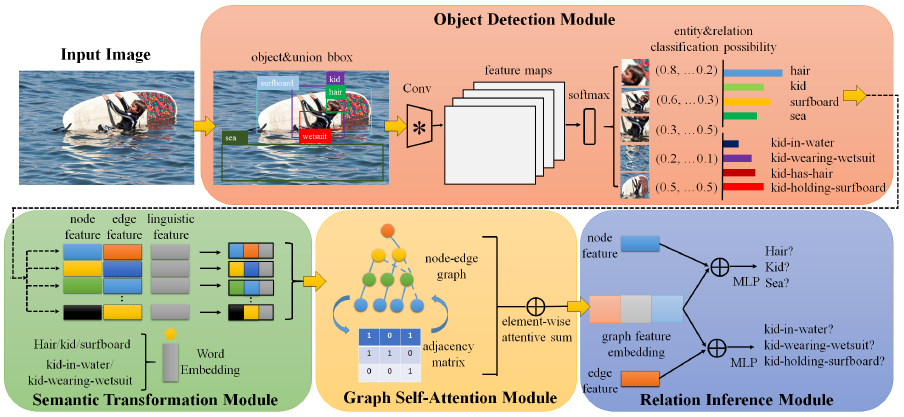 Object Detection Module
Input Image
object&union bbox
surfboard
kid
hair
sea
wetsuit
Conv
*
feature maps
softmax
entity&relation
classification possibility
(0.8, …0.2)
(0.6, …0.3)
(0.3, …0.5)
(0.2, …0.1)
(0.5, …0.5)
hair
kid
surfboard
sea
kid-in-water
kid-wearing-wetsuit
kid-has-hair
kid-holding-surfboard
node
feature
edge
feature
linguistic
feature
Hair/kid/surfboard
kid-in-water/
kid-wearing-wetsuit
Word
Embedding
Semantic Transformation Module
node-edge
graph
1 0 1
1 1 0
0 0 1
adjacency
matrix
element-wise
attentive sum
Graph Self-Attention Module
node
feature
graph feature
embedding
edge
feature
MLP
Hair?
Kid?
Sea?
MLP
kid-in-water?
kid-wearing-wetsuit?
kid-holding-surfboard?
Relation Inference Module